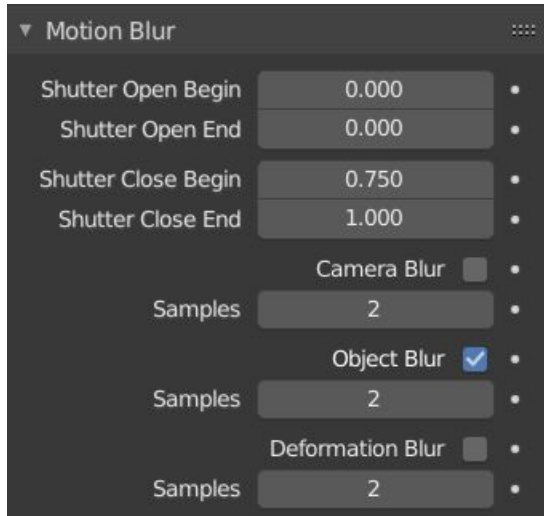 Motion Blur
Shutter Open Begin 0.000
Shutter Open End 0.000
Shutter Close Begin 0.750
Shutter Close End 1.000
Camera Blur
Samples 2
Object Blur
Samples 2
Deformation Blur
Samples 2